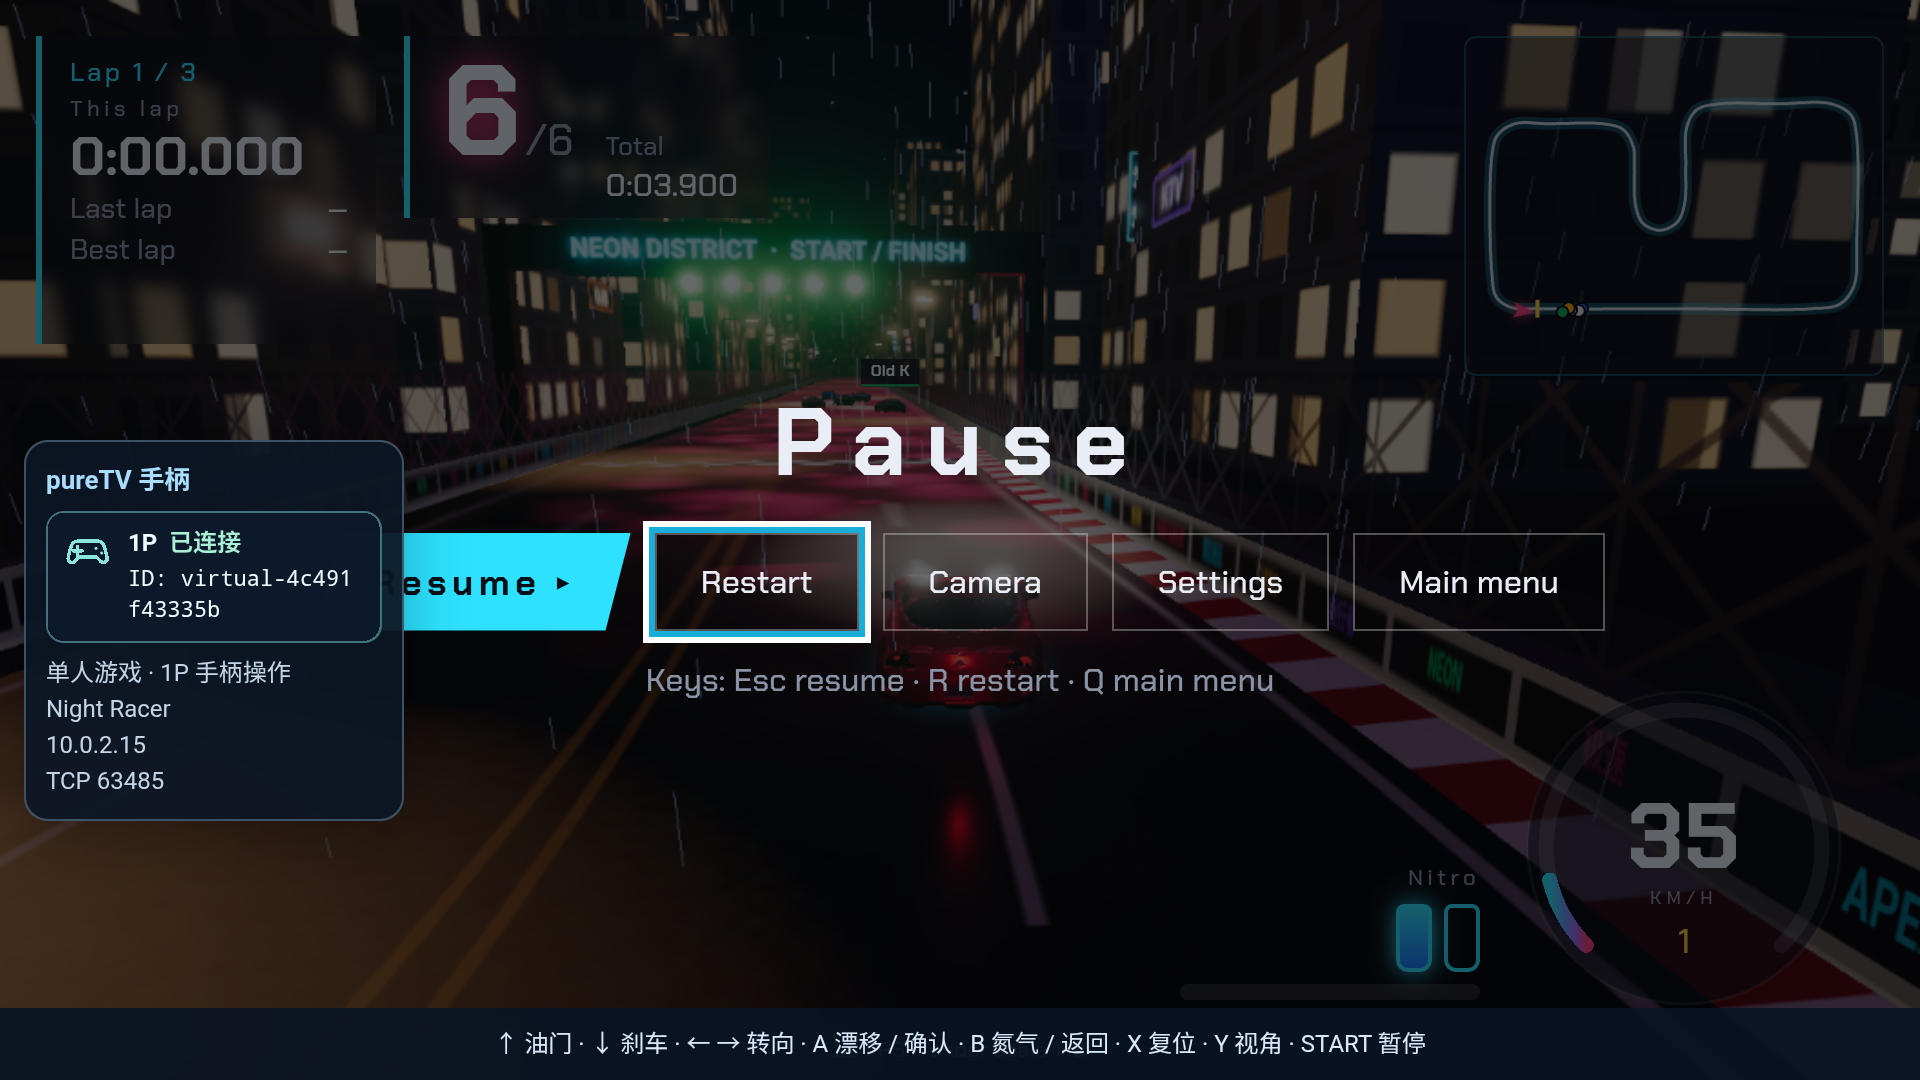 Lap 1 / 3
This lap
0:00.000
Last lap —
Best lap —
6/6
Total
0:03.900
NEON DISTRICT · START / FINISH
Old K
Pause
pureTV 手柄
1P 已连接
ID: virtual-4c491
f43335b
单人游戏 · 1P 手柄操作
Night Racer
10.0.2.15
TCP 63485
esume ▸
Restart
Camera
Settings
Main menu
Keys: Esc resume · R restart · Q main menu
NEON
Nitro
35
KM/H
1
APE
↑ 油门 · ↓ 刹车 · ←→ 转向 · A 漂移 / 确认 · B 氮气 / 返回 · X 复位 · Y 视角 · START 暂停